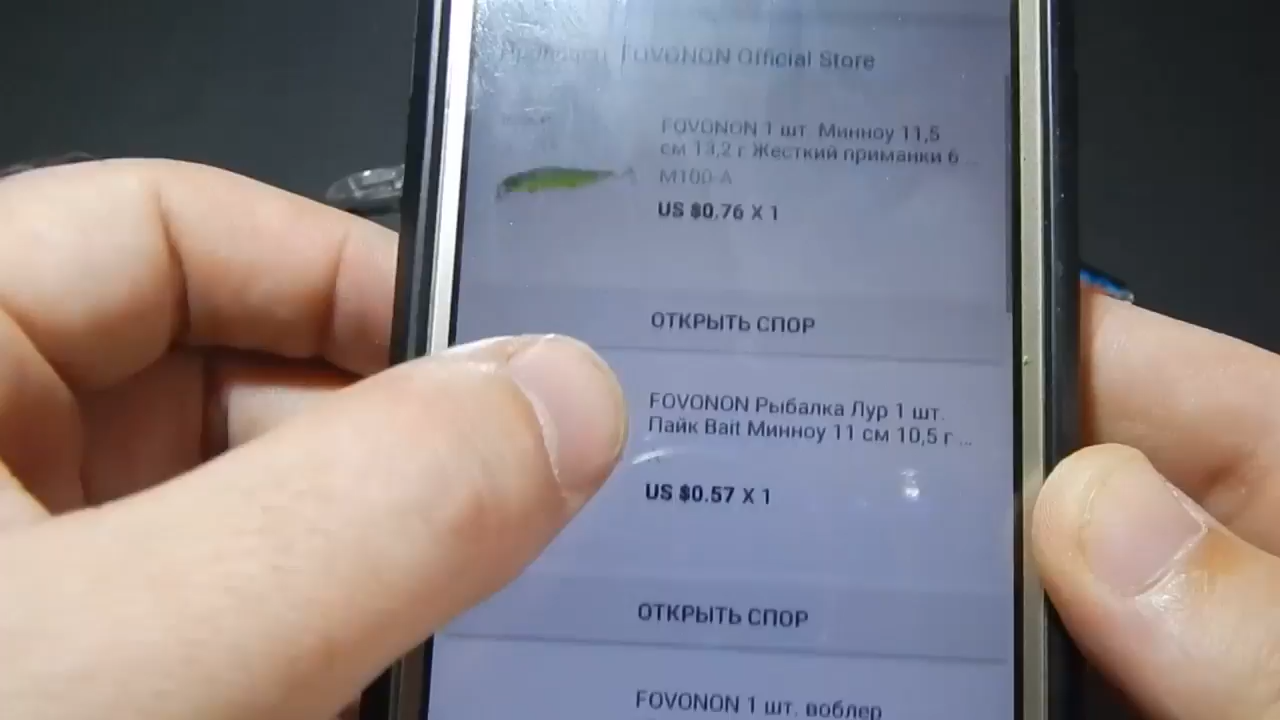 FOVONON Official Store
FOVONON 1 шт. Минноу 11,5
см 13,2 г Жесткий приманки 6 ...
M100-A
US $0.76 X 1
ОТКРЫТЬ СПОР
FOVONON Рыбалка Лур 1 шт.
Пайк Bait Минноу 11 см 10,5 г ...
US $0.57 X 1
ОТКРЫТЬ СПОР
FOVONON 1 шт. воблер